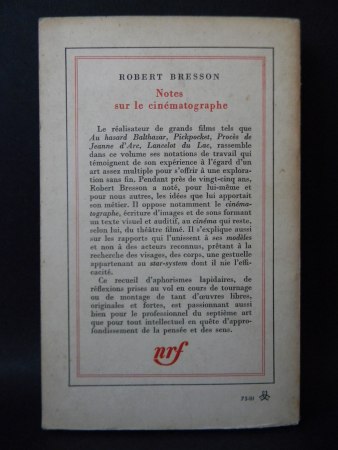 ROBERT BRESSON
Notes
sur le cinématographe
Le réalisateur de grands films tels que
Au hasard Balthazar, Pickpocket, Procès de
Jeanne d'Arc, Lancelot du Lac, rassemble
dans ce volume ses notations de travail qui
témoignent de son expérience à l'égard d'un
art assez multiple pour s'offrir à une explo-
ration sans fin. Pendant près de vingt-cinq ans,
Robert Bresson a noté, pour lui-même et
pour nous autres, les idées que lui apportait
son métier. Il oppose notamment le cinéma-
tographe, écriture d'images et de sons formant
un texte visuel et auditif, au cinéma qui reste,
selon lui, du théâtre filmé. Il s'explique aussi
sur les rapports qui l'unissent à ses modèles
et non à des acteurs reconnus, prêtant à la
recherche des visages, des corps, une gestuelle
appartenant au star-system dont il nie l'effi-
cacité.
Ce recueil d'aphorismes lapidaires, de
réflexions prises au vol en cours de tournage
ou de montage de tant d'œuvres libres,
originales et fortes, est passionnant aussi
bien pour le professionnel du septième art
que pour tout intellectuel en quête d'appro-
fondissement de la pensée et des sens.
nrf